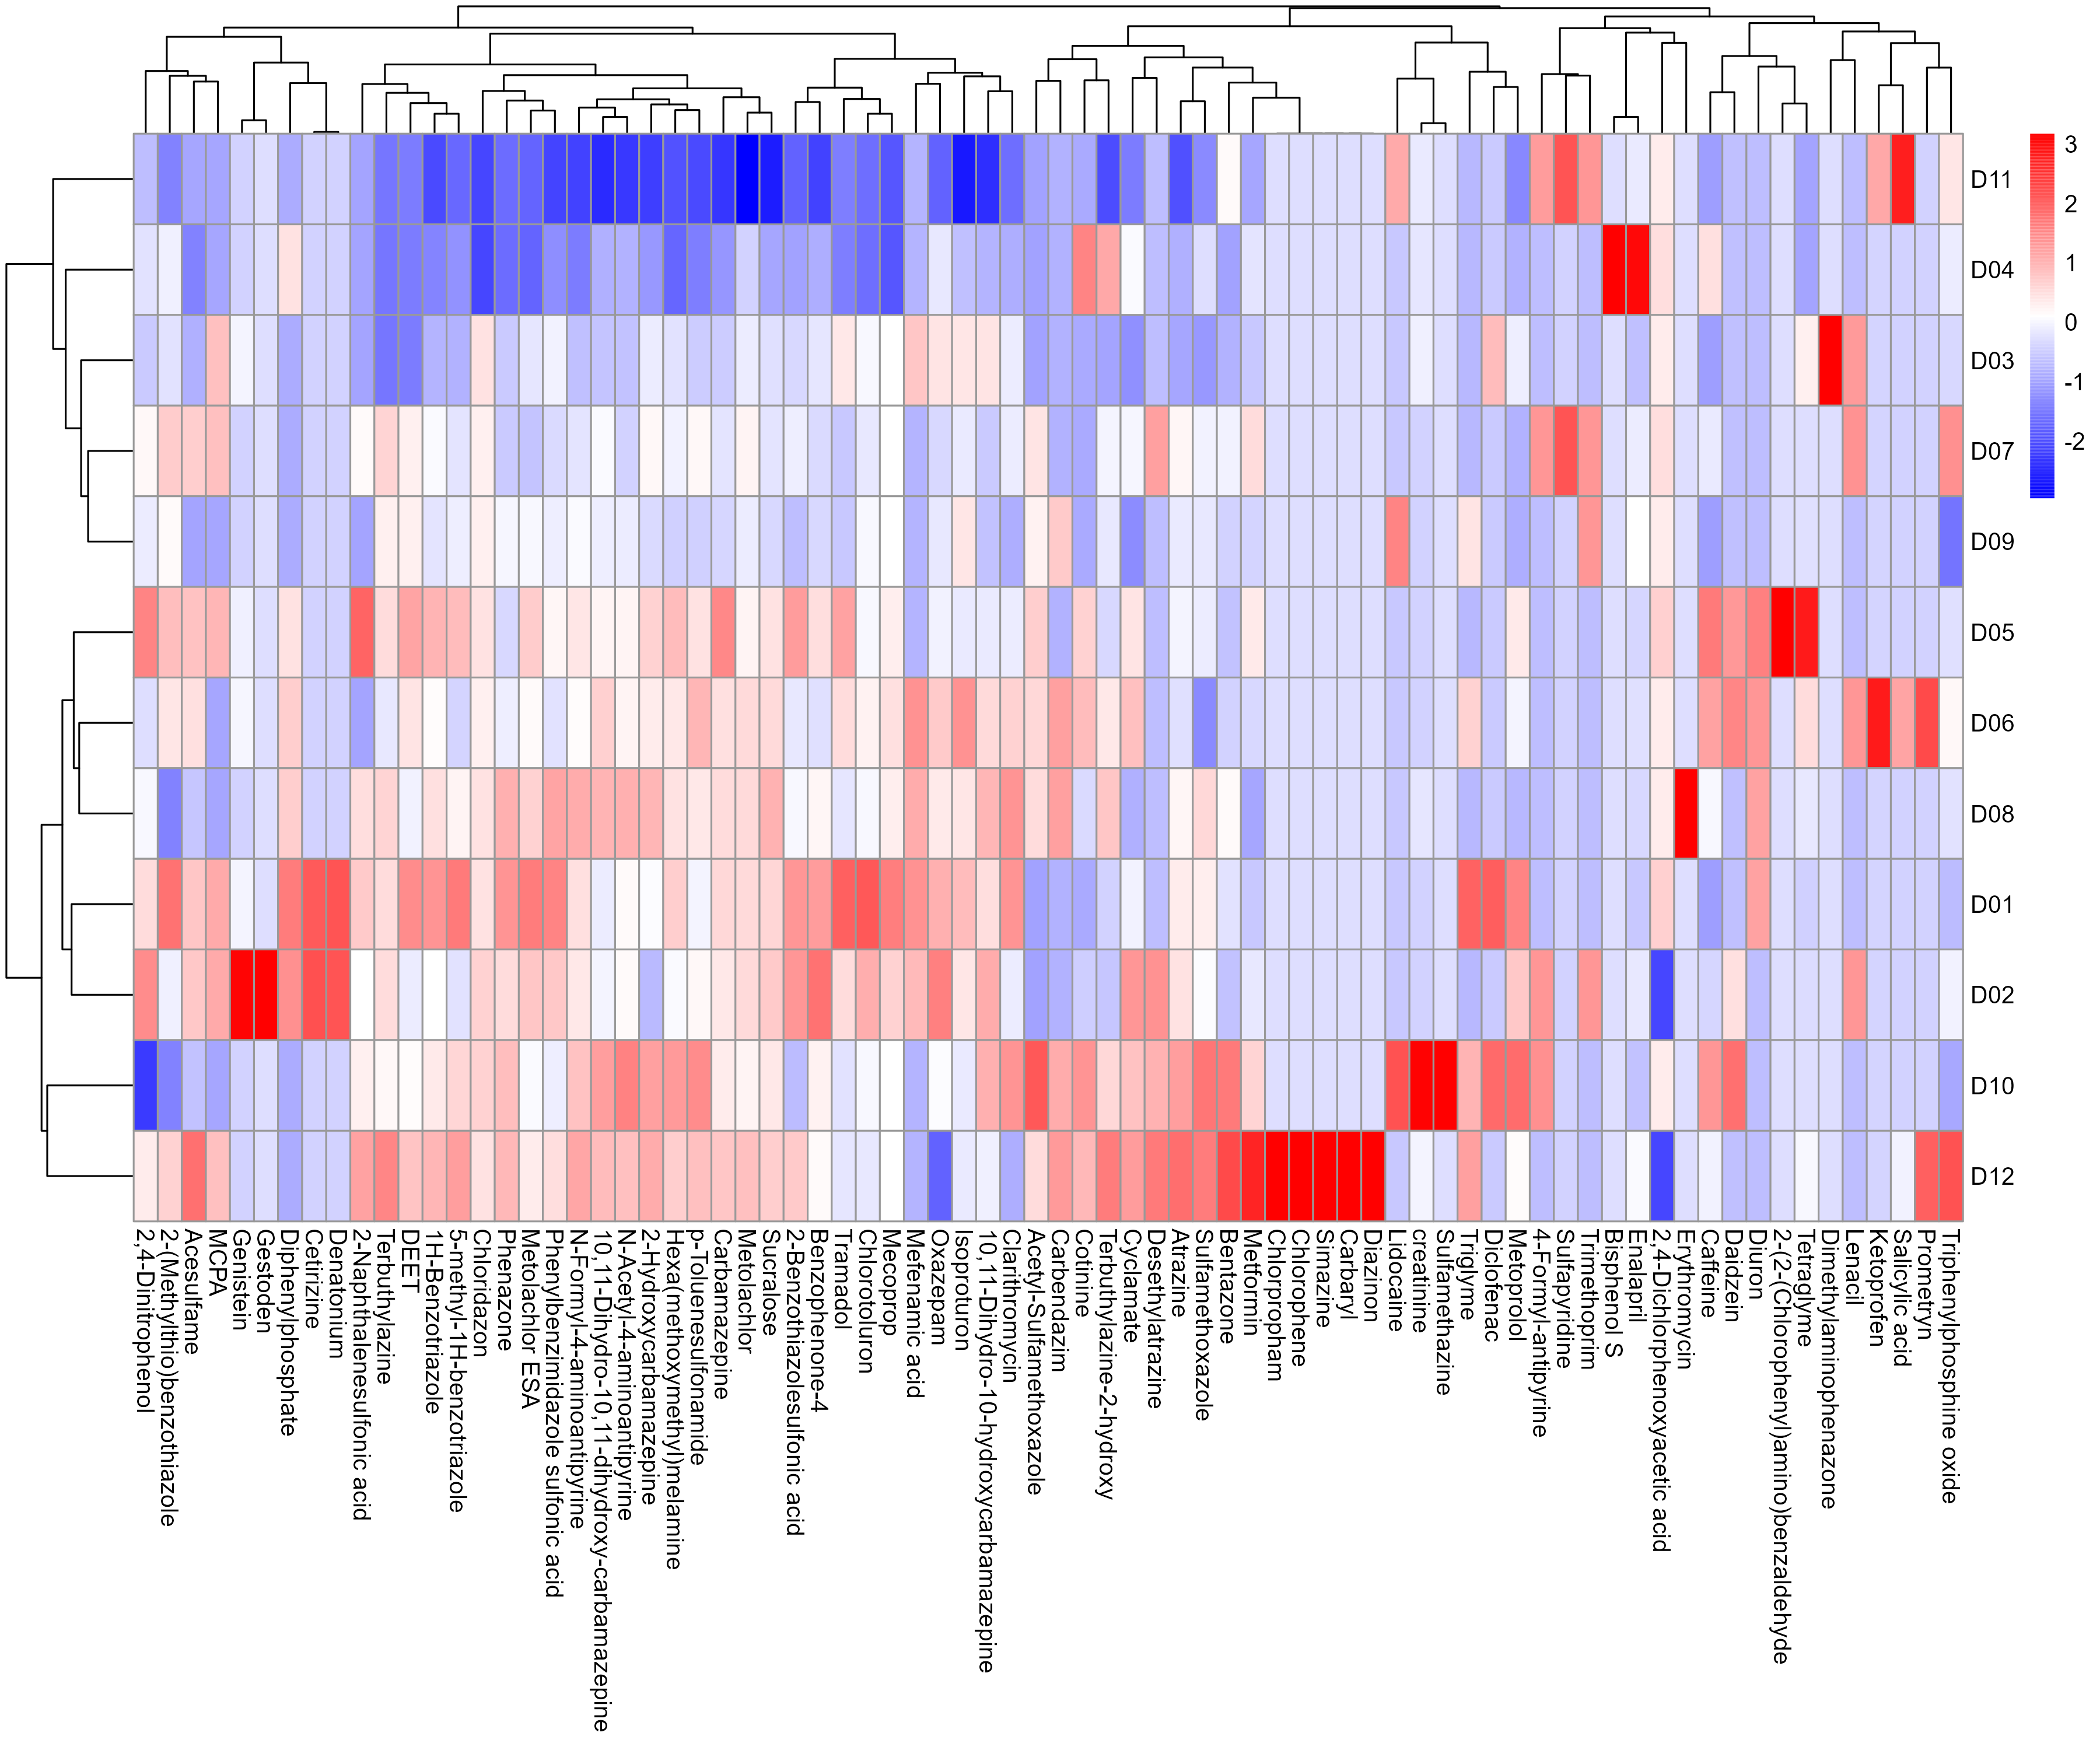 3
2
1
0
-1
-2
D11
D04
D03
D07
D09
D05
D06
D08
D01
D02
D10
D12
2,4-Dinitrophenol
2-(Methylthio)benzothiazole
Acesulfame
MCPA
Genistein
Gestoden
Diphenylphosphate
Cetirizine
Denatonium
2-Naphthalenesulfonic acid
Terbuthylazine
DEET
1H-Benzotriazole
5-methyl-1H-benzotriazole
Chloridazon
Phenazone
Metolachlor ESA
Phenylbenzimidazole sulfonic acid
N-Formyl-4-aminoantipyrine
10,11-Dihydro-10,11-dihydroxy-carbamazepine
N-Acetyl-4-aminoantipyrine
2-Hydroxycarbamazepine
Hexa(methoxymethyl)melamine
p-Toluenesulfonamide
Carbamazepine
Metolachlor
Sucralose
2-Benzothiazolesulfonic acid
Benzophenone-4
Tramadol
Chlorotoluron
Mecoprop
Mefenamic acid
Oxazepam
Isoproturon
10,11-Dihydro-10-hydroxycarbamazepine
Clarithromycin
Acetyl-Sulfamethoxazole
Carbendazim
Cotinine
Terbuthylazine-2-hydroxy
Cyclamate
Desethylatrazine
Atrazine
Sulfamethoxazole
Bentazone
Metformin
Chlorpropham
Chlorophene
Simazine
Carbaryl
Diazinon
Lidocaine
creatinine
Sulfamethazine
Triglyme
Diclofenac
Metoprolol
4-Formyl-antipyrine
Sulfapyridine
Trimethoprim
Bisphenol S
Enalapril
2,4-Dichlorphenoxyacetic acid
Erythromycin
Caffeine
Daidzein
Diuron
2-(2-(Chlorophenyl)amino)benzaldehyde
Tetraglyme
Dimethylaminophenazone
Lenacil
Ketoprofen
Salicylic acid
Prometryn
Triphenylphosphine oxide